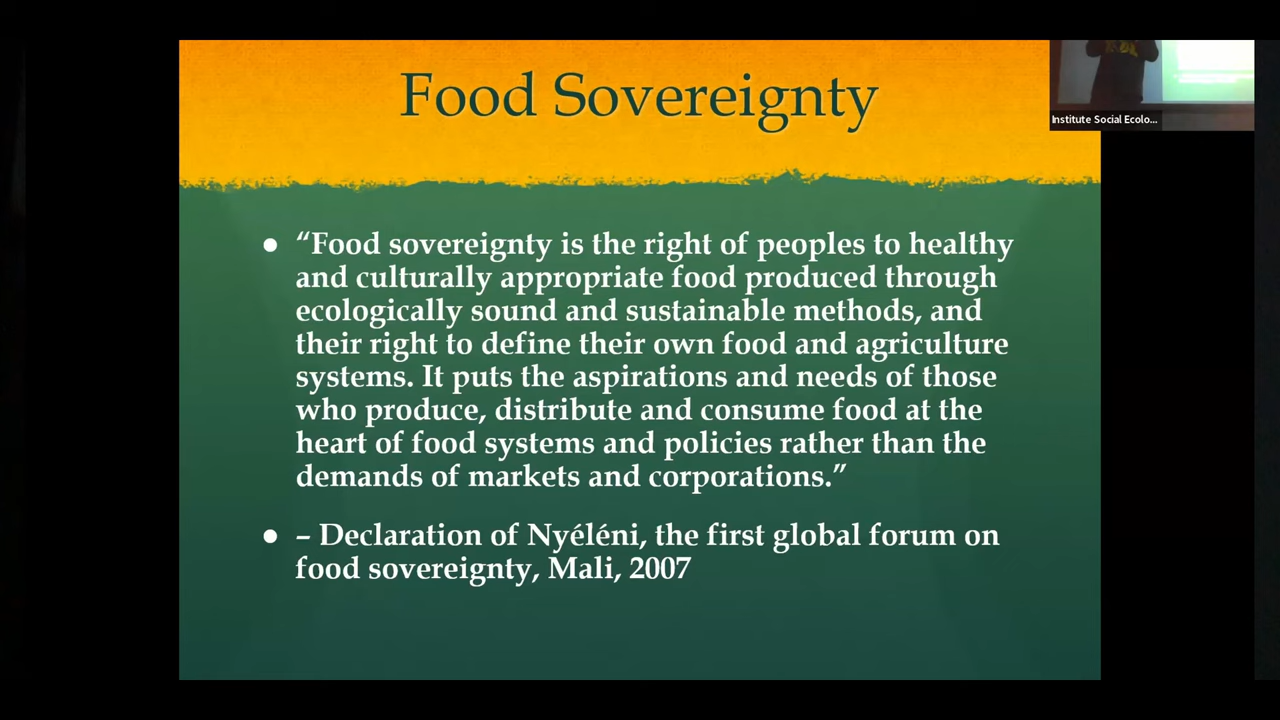 Food Sovereignty
Institute Social Ecolo...
● “Food sovereignty is the right of peoples to healthy
and culturally appropriate food produced through
ecologically sound and sustainable methods, and
their right to define their own food and agriculture
systems. It puts the aspirations and needs of those
who produce, distribute and consume food at the
heart of food systems and policies rather than the
demands of markets and corporations.”
● – Declaration of Nyéléni, the first global forum on
food sovereignty, Mali, 2007